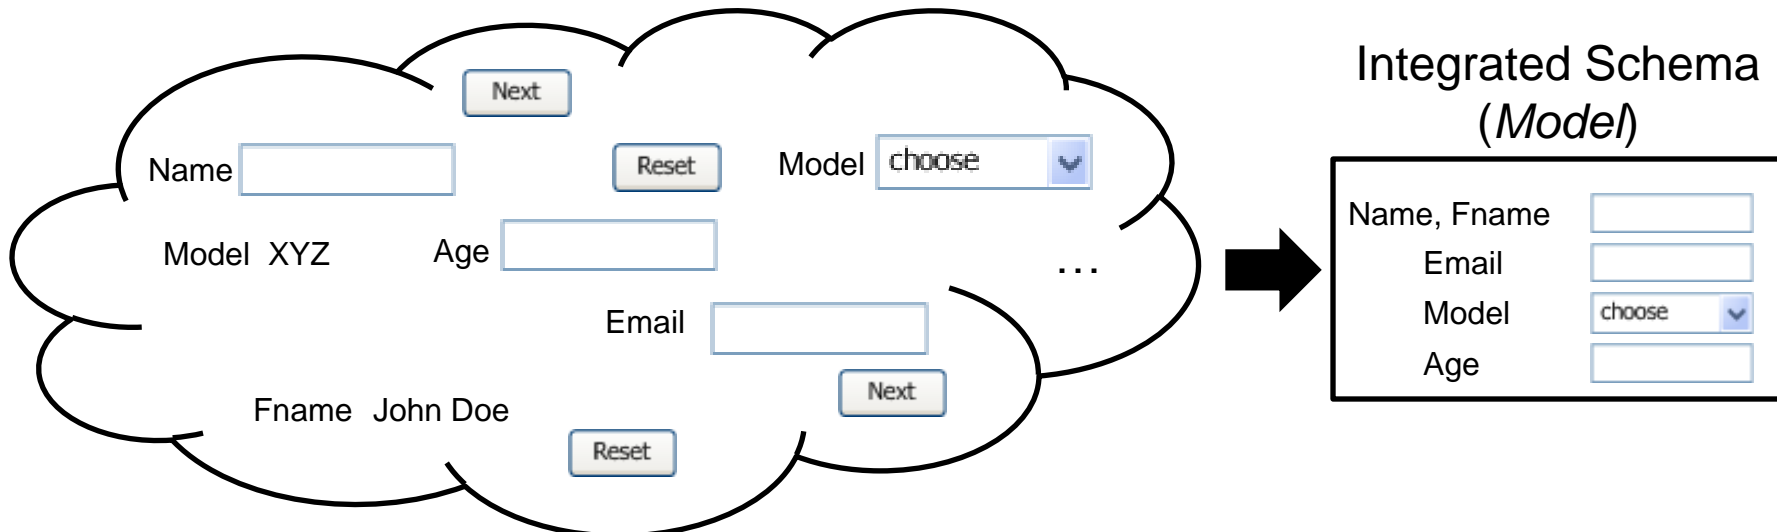 Next
Name
Reset
Model choose
Model XYZ
Age
...
Email
Next
Fname John Doe
Reset
Integrated Schema
(Model)
Name, Fname
Email
Model choose
Age